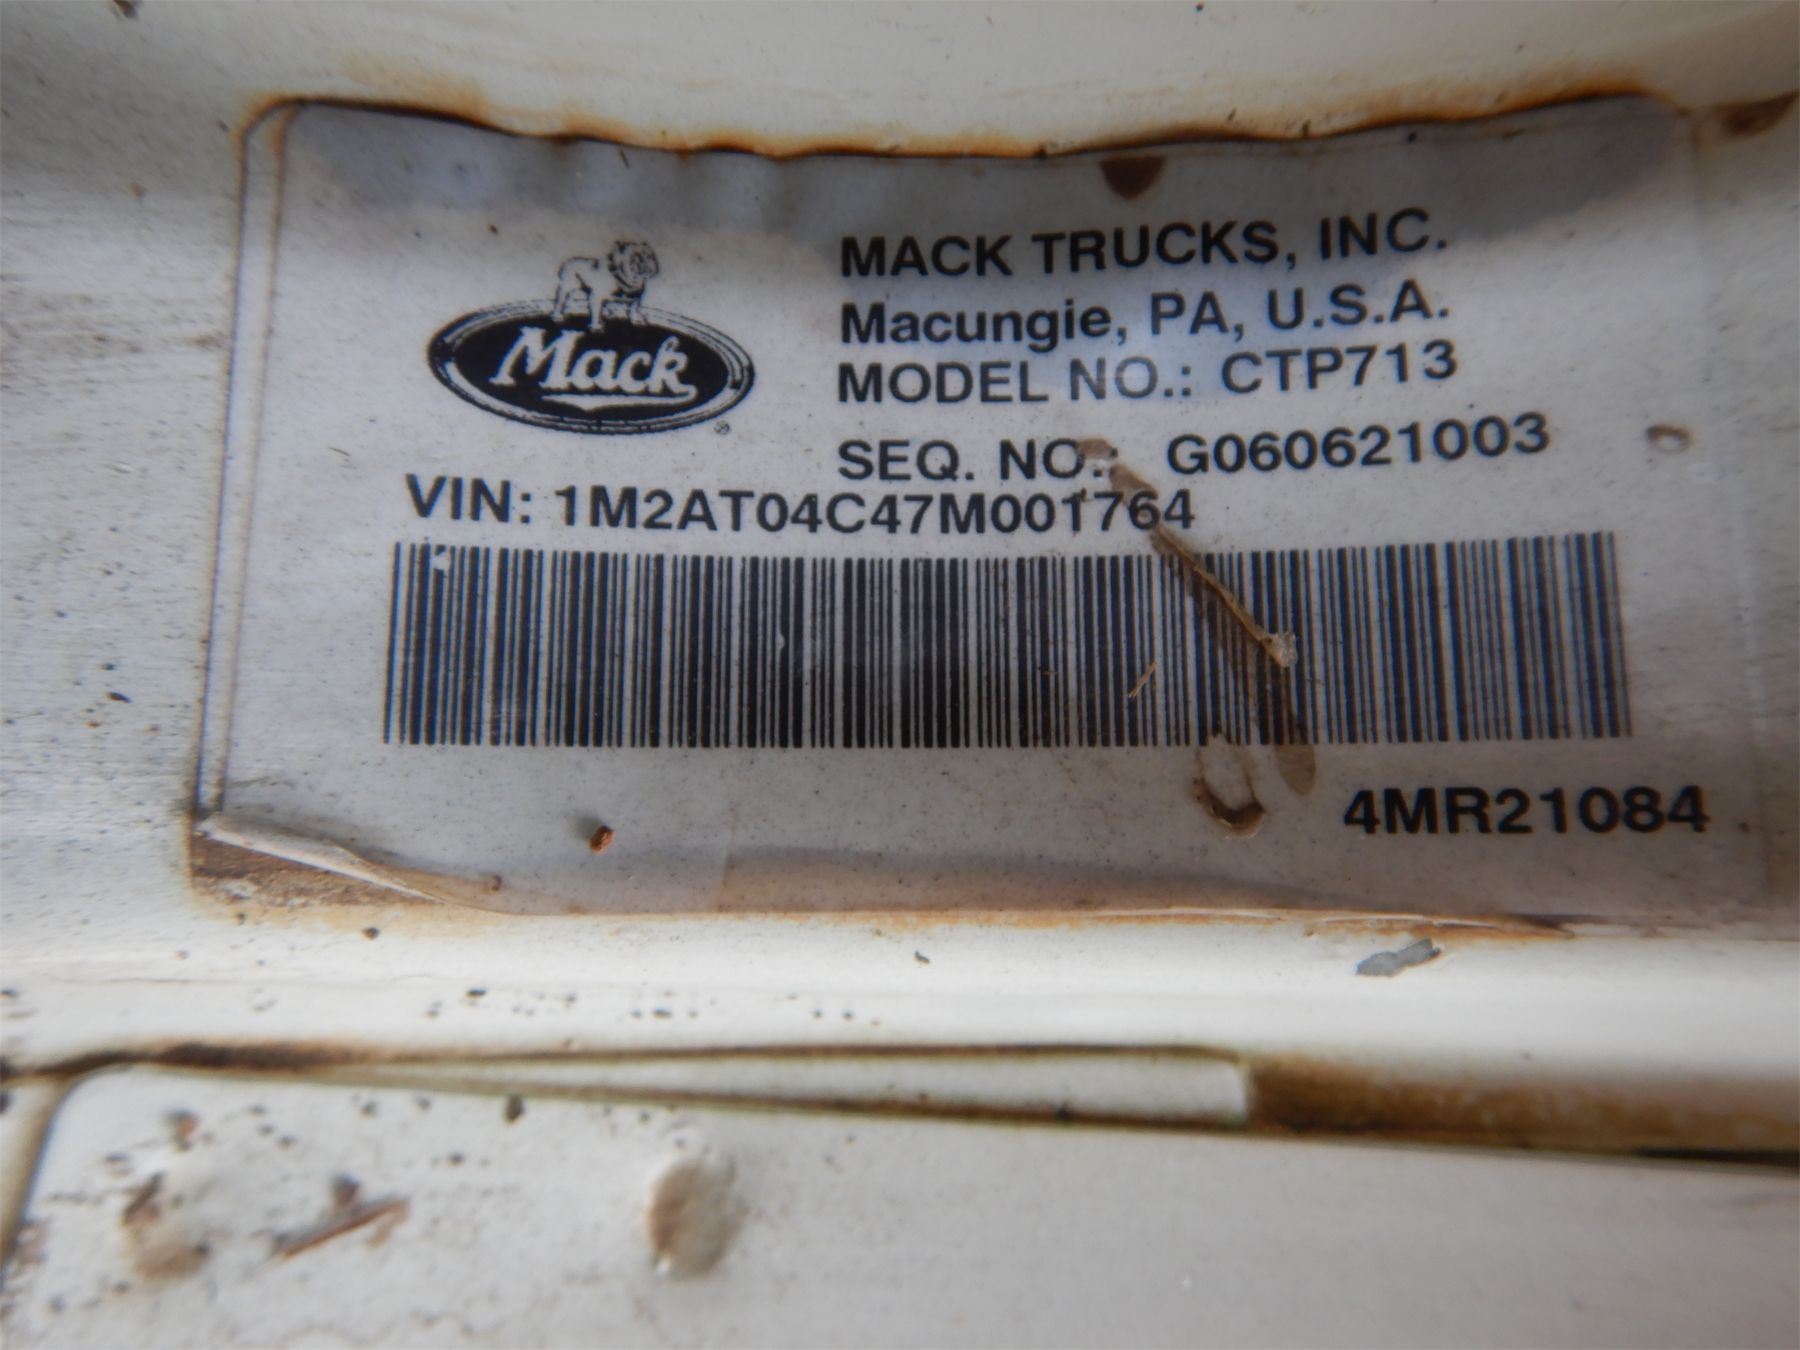 Mack
®
MACK TRUCKS, INC.
Macungie, PA, U.S.A.
MODEL NO.: CTP713
SEQ. NO.: G060621003
VIN: 1M2AT04C47M001764
4MR21084